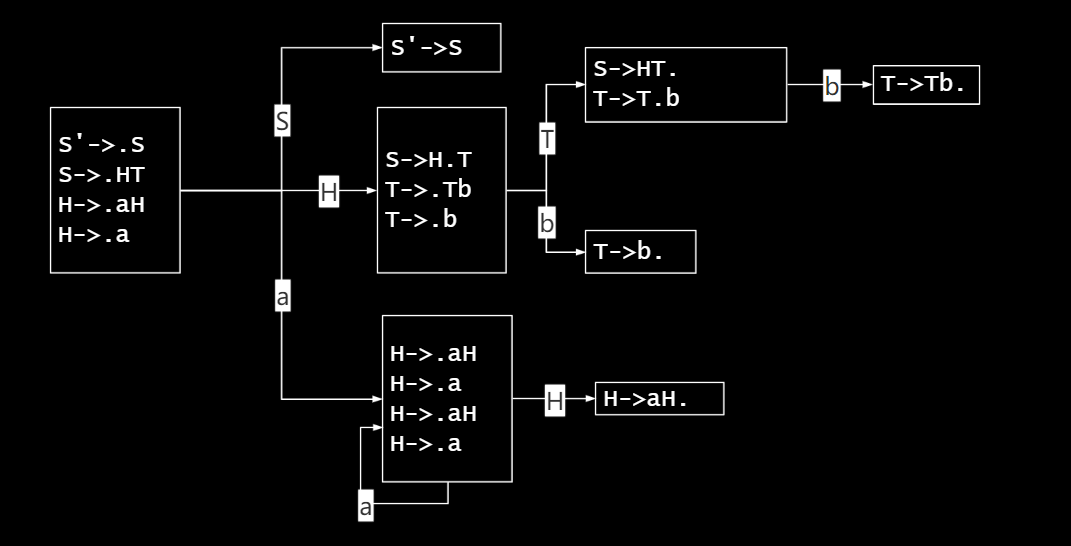 S'->.S
S->.HT
H->.aH
H->.a
S
H
a
S'->S
S->H.T
T->.Tb
T->.b
T
b
S->HT.
T->T.b
b
T->Tb.
T->b.
H->.aH
H->.a
H->.aH
H->.a
a
H
H->aH.